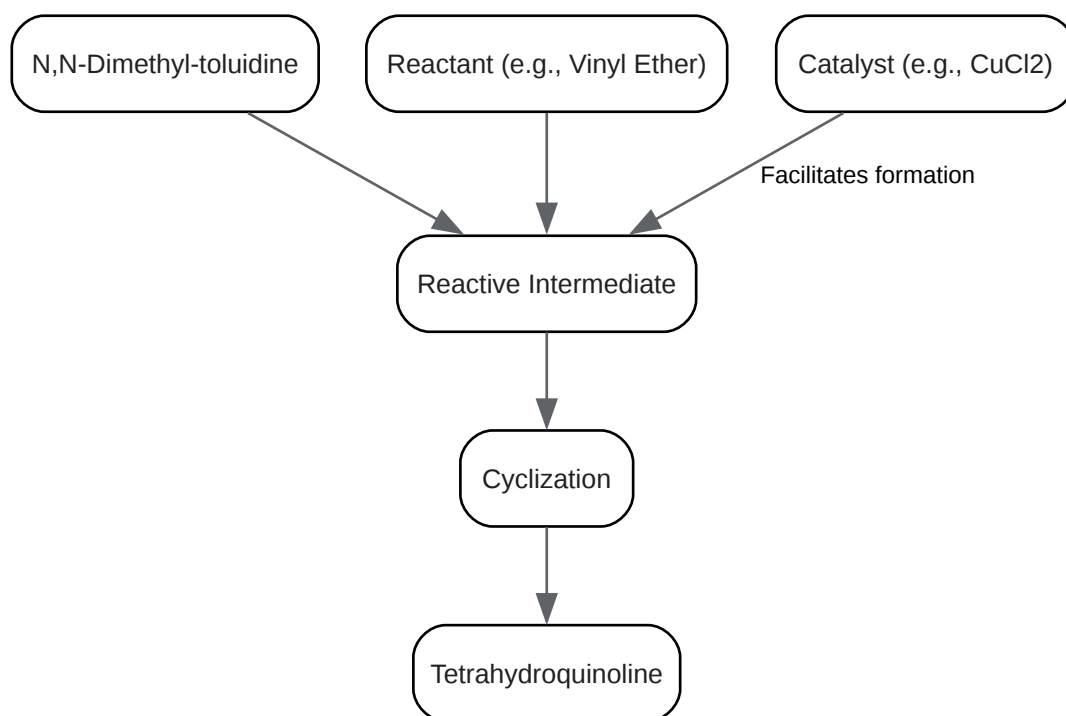 N,N-Dimethyl-toluidine
Reactant (e.g., Vinyl Ether)
Catalyst (e.g., CuCl2)
Facilitates formation
Reactive Intermediate
Cyclization
Tetrahydroquinoline